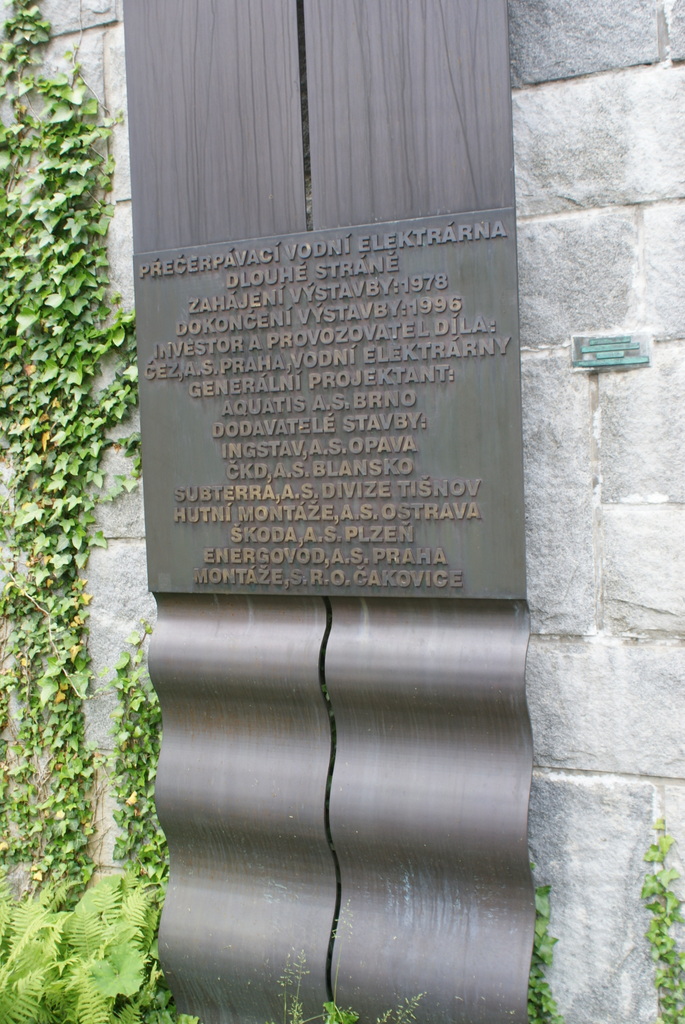 PŘEČERPÁVACÍ VODNÍ ELEKTRÁRNA
DLOUHÉ STRÁNĚ
ZAHÁJENÍ VÝSTAVBY:1978
DOKONČENÍ VÝSTAVBY:1996
INVESTOR A PROVOZOVATEL DÍLA:
ČEZ,A.S.PRAHA,VODNÍ ELEKTRÁRNY
GENERÁLNÍ PROJEKTANT:
AQUATIS A.S.BRNO
DODAVATELÉ STAVBY:
INGSTAV,A.S.OPAVA
ČKD,A.S.BLANSKO
SUBTERRA,A.S.DIVIZE TIŠNOV
HUTNÍ MONTÁŽE,A.S.OSTRAVA
ŠKODA,A.S.PLZEŇ
ENERGOVOD,A.S.PRAHA
MONTÁŽE,S.R.O.ČAKOVICE